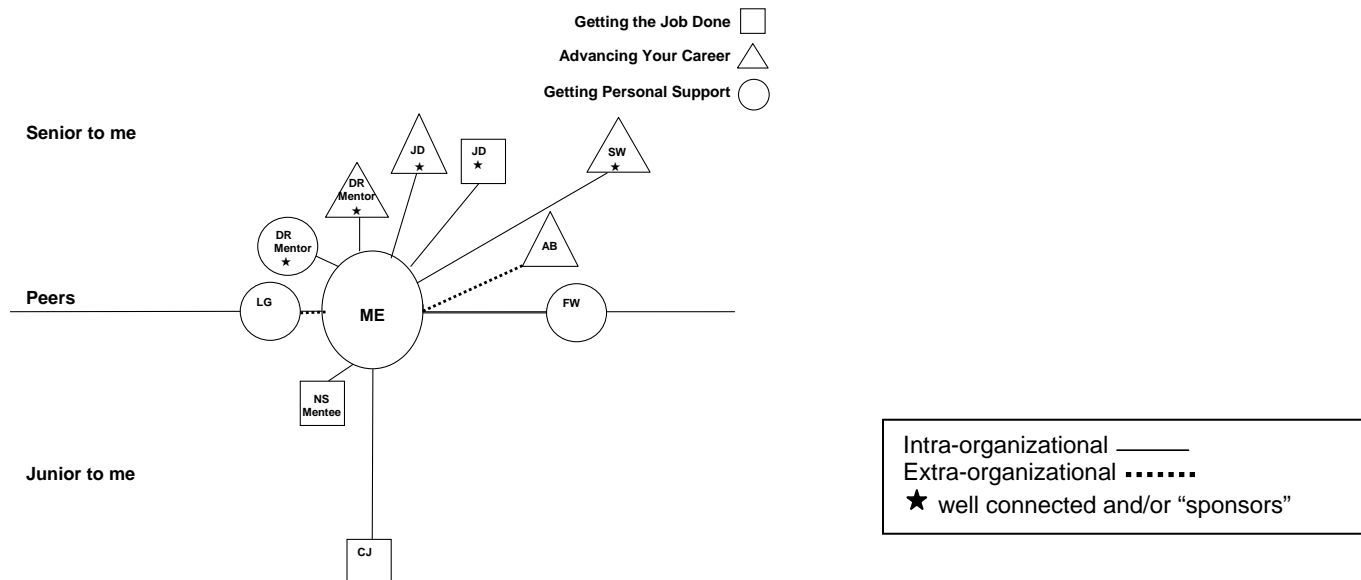 Getting the Job Done
Advancing Your Career
Getting Personal Support
Senior to me
JD
JD
SW
DR
Mentor
DR
Mentor
AB
Peers
LG
ME
FW
NS
Mentee
Junior to me
CJ
Intra-organizational
Extra-organizational
well connected and/or “sponsors”